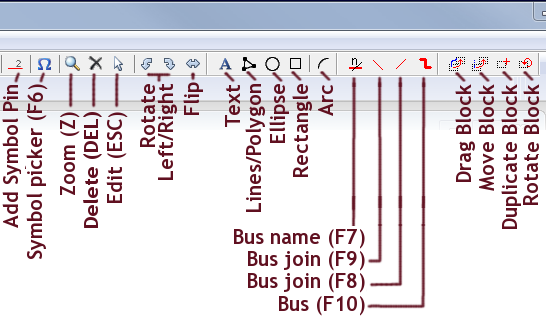 2
Ω
A
n
Add Symbol Pin
Symbol picker (F6)
Zoom (Z)
Delete (DEL)
Edit (ESC)
Rotate
Left/Right
Flip
Text
Lines/Polygon
Ellipse
Rectangle
Arc
Drag Block
Move Block
Duplicate Block
Rotate Block
Bus name (F7)
Bus join (F9)
Bus join (F8)
Bus (F10)